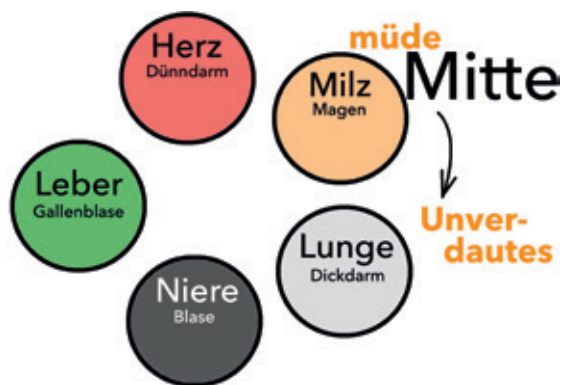 Herz
Dünndarm
müde
Mitte
Milz
Magen
Leber
Gallenblase
Unver-
dautes
Lunge
Dickdarm
Niere
Blase